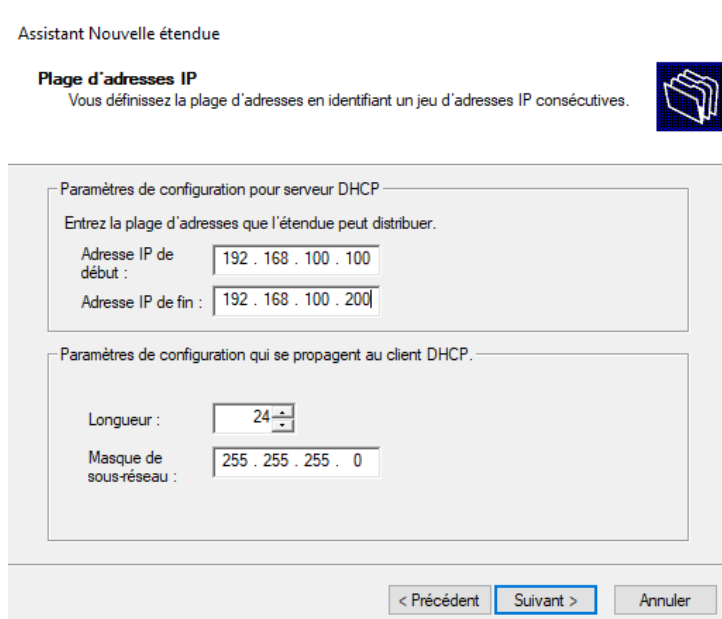 Assistant Nouvelle étendue
Plage d'adresses IP
Vous définissez la plage d'adresses en identifiant un jeu d'adresses IP consécutives.
Paramètres de configuration pour serveur DHCP
Entrez la plage d'adresses que l'étendue peut distribuer.
Adresse IP de
début :
192 . 168 . 100 . 100
Adresse IP de fin :
192 . 168 . 100 . 200
Paramètres de configuration qui se propagent au client DHCP.
Longueur :
24
Masque de
sous-réseau :
255 . 255 . 255 . 0
< Précédent
Suivant >
Annuler